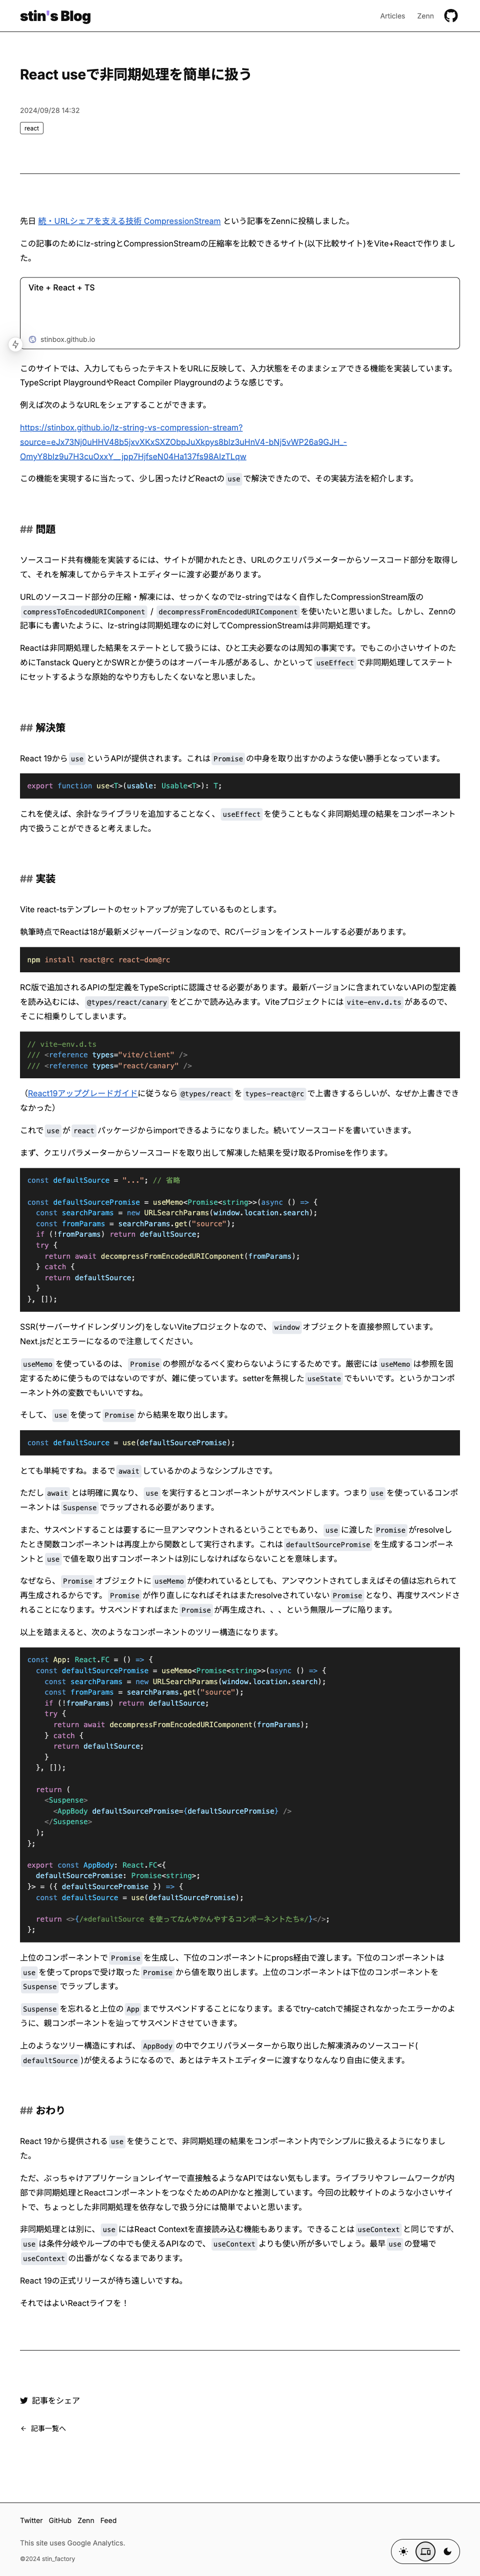 stin's Blog
Articles Zenn
React useで非同期処理を簡単に扱う
2024/09/28 14:32
react
先日 続・URLシェアを支える技術 CompressionStream という記事をZennに投稿しました。
この記事のためにlz-stringとCompressionStreamの圧縮率を比較できるサイト(以下比較サイト)をVite+Reactで作りまし
た。
Vite + React + TS
stinbox.github.io
このサイトでは、入力してもらったテキストをURLに反映して、入力状態をそのままシェアできる機能を実装しています。
TypeScript PlaygroundやReact Compiler Playgroundのような感じです。
例えば次のようなURLをシェアすることができます。
https://stinbox.github.io/lz-string-vs-compression-stream?
この機能を実現するに当たって、少し困ったけどReactの use で解決できたので、その実装方法を紹介します。
## 問題
ソースコード共有機能を実装するには、サイトが開かれたとき、URLのクエリパラメーターからソースコード部分を取得し
て、それを解凍してからテキストエディターに渡す必要があります。
URLのソースコード部分の圧縮・解凍には、せっかくなのでlz-stringではなく自作したCompressionStream版の
compressToEncodedURIComponent / decompressFromEncodedURIComponent を使いたいと思いました。しかし、Zennの
記事にも書いたように、lz-stringは同期処理なのに対してCompressionStreamは非同期処理です。
Reactは非同期処理した結果をステートとして扱うには、ひと工夫必要なのは周知の事実です。でもこの小さいサイトのた
めにTanstack QueryとかSWRとか使うのはオーバーキル感があるし、かといって useEffect で非同期処理してステート
にセットするような原始的なやり方もしたくないなと思いました。
## 解決策
React 19から use というAPIが提供されます。これは Promise の中身を取り出すかのような使い勝手となっています。
export function use<T>(usable: Usable<T>): T;
これを使えば、余計なライブラリを追加することなく、 useEffect を使うこともなく非同期処理の結果をコンポーネント
内で扱うことができると考えました。
## 実装
Vite react-tsテンプレートのセットアップが完了しているものとします。
執筆時点でReactは18が最新メジャーバージョンなので、RCバージョンをインストールする必要があります。
npm install react@rc react-dom@rc
RC版で追加されるAPIの型定義をTypeScriptに認識させる必要があります。最新バージョンに含まれていないAPIの型定義
を読み込むには、 @types/react/canary をどこかで読み込みます。Viteプロジェクトには vite-env.d.ts があるので、
そこに相乗りしてしまいます。
// vite-env.d.ts
/// <reference types="vite/client" />
/// <reference types="react/canary" />
（React19アップグレードガイドに従うなら @types/react を types-react@rc で上書きするらしいが、なぜか上書きでき
なかった）
これで use が react パッケージからimportできるようになりました。続いてソースコードを書いていきます。
まず、クエリパラメーターからソースコードを取り出して解凍した結果を受け取るPromiseを作ります。
const defaultSource = "..."; // 省略
const defaultSourcePromise = useMemo<Promise<string>>(async () => {
const searchParams = new URLSearchParams(window.location.search);
const fromParams = searchParams.get("source");
if (!fromParams) return defaultSource;
try {
return await decompressFromEncodedURIComponent(fromParams);
} catch {
return defaultSource;
}
}, []);
SSR(サーバーサイドレンダリング)をしないViteプロジェクトなので、 window オブジェクトを直接参照しています。
Next.jsだとエラーになるので注意してください。
useMemo を使っているのは、 Promise の参照がなるべく変わらないようにするためです。厳密には useMemo は参照を固
定するために使うものではないのですが、雑に使っています。setterを無視した useState でもいいです。というかコンポ
ーネント外の変数でもいいですね。
そして、 use を使って Promise から結果を取り出します。
const defaultSource = use(defaultSourcePromise);
とても単純ですね。まるで await しているかのようなシンプルさです。
ただし await とは明確に異なり、 use を実行するとコンポーネントがサスペンドします。つまり use を使っているコンポ
ーネントは Suspense でラップされる必要があります。
また、サスペンドすることは要するに一旦アンマウントされるということでもあり、 use に渡した Promise がresolveし
たとき関数コンポーネントは再度上から関数として実行されます。これは defaultSourcePromise を生成するコンポーネ
ントと use で値を取り出すコンポーネントは別にしなければならないことを意味します。
なぜなら、 Promise オブジェクトに useMemo が使われているとしても、アンマウントされてしまえばその値は忘れられて
再生成されるからです。 Promise が作り直しになればそれはまたresolveされていない Promise となり、再度サスペンドさ
れることになります。サスペンドすればまた Promise が再生成され、、、という無限ループに陥ります。
以上を踏まえると、次のようなコンポーネントのツリー構造になります。
const App: React.FC = () => {
const defaultSourcePromise = useMemo<Promise<string>>(async () => {
const searchParams = new URLSearchParams(window.location.search);
const fromParams = searchParams.get("source");
if (!fromParams) return defaultSource;
try {
return await decompressFromEncodedURIComponent(fromParams);
} catch {
return defaultSource;
}
}, []);
return (
<Suspense>
<AppBody defaultSourcePromise={defaultSourcePromise} />
</Suspense>
);
};
export const AppBody: React.FC<{
defaultSourcePromise: Promise<string>;
}> = ({ defaultSourcePromise }) => {
const defaultSource = use(defaultSourcePromise);
return <>{/*defaultSource を使ってなんやかんやするコンポーネントたち*/}</>;
};
上位のコンポーネントで Promise を生成し、下位のコンポーネントにprops経由で渡します。下位のコンポーネントは
use を使ってpropsで受け取った Promise から値を取り出します。上位のコンポーネントは下位のコンポーネントを
Suspense でラップします。
Suspense を忘れると上位の App までサスペンドすることになります。まるでtry-catchで捕捉されなかったエラーかのよ
うに、親コンポーネントを辿ってサスペンドさせていきます。
上のようなツリー構造にすれば、 AppBody の中でクエリパラメーターから取り出した解凍済みのソースコード(
defaultSource )が使えるようになるので、あとはテキストエディターに渡すなりなんなり自由に使えます。
## おわり
React 19から提供される use を使うことで、非同期処理の結果をコンポーネント内でシンプルに扱えるようになりまし
た。
ただ、ぶっちゃけアプリケーションレイヤーで直接触るようなAPIではない気もします。ライブラリやフレームワークが内
部で非同期処理とReactコンポーネントをつなぐためのAPIかなと推測しています。今回の比較サイトのような小さいサイ
トで、ちょっとした非同期処理を依存なしで扱う分には簡単でよいと思います。
非同期処理とは別に、 use にはReact Contextを直接読み込む機能もあります。できることは useContext と同じですが、
use は条件分岐やループの中でも使えるAPIなので、 useContext よりも使い所が多いでしょう。最早 use の登場で
useContext の出番がなくなるまであります。
React 19の正式リリースが待ち遠しいですね。
それではよいReactライフを！
記事をシェア
記事一覧へ
Twitter GitHub Zenn Feed
This site uses Google Analytics.
©2024 stin_factory